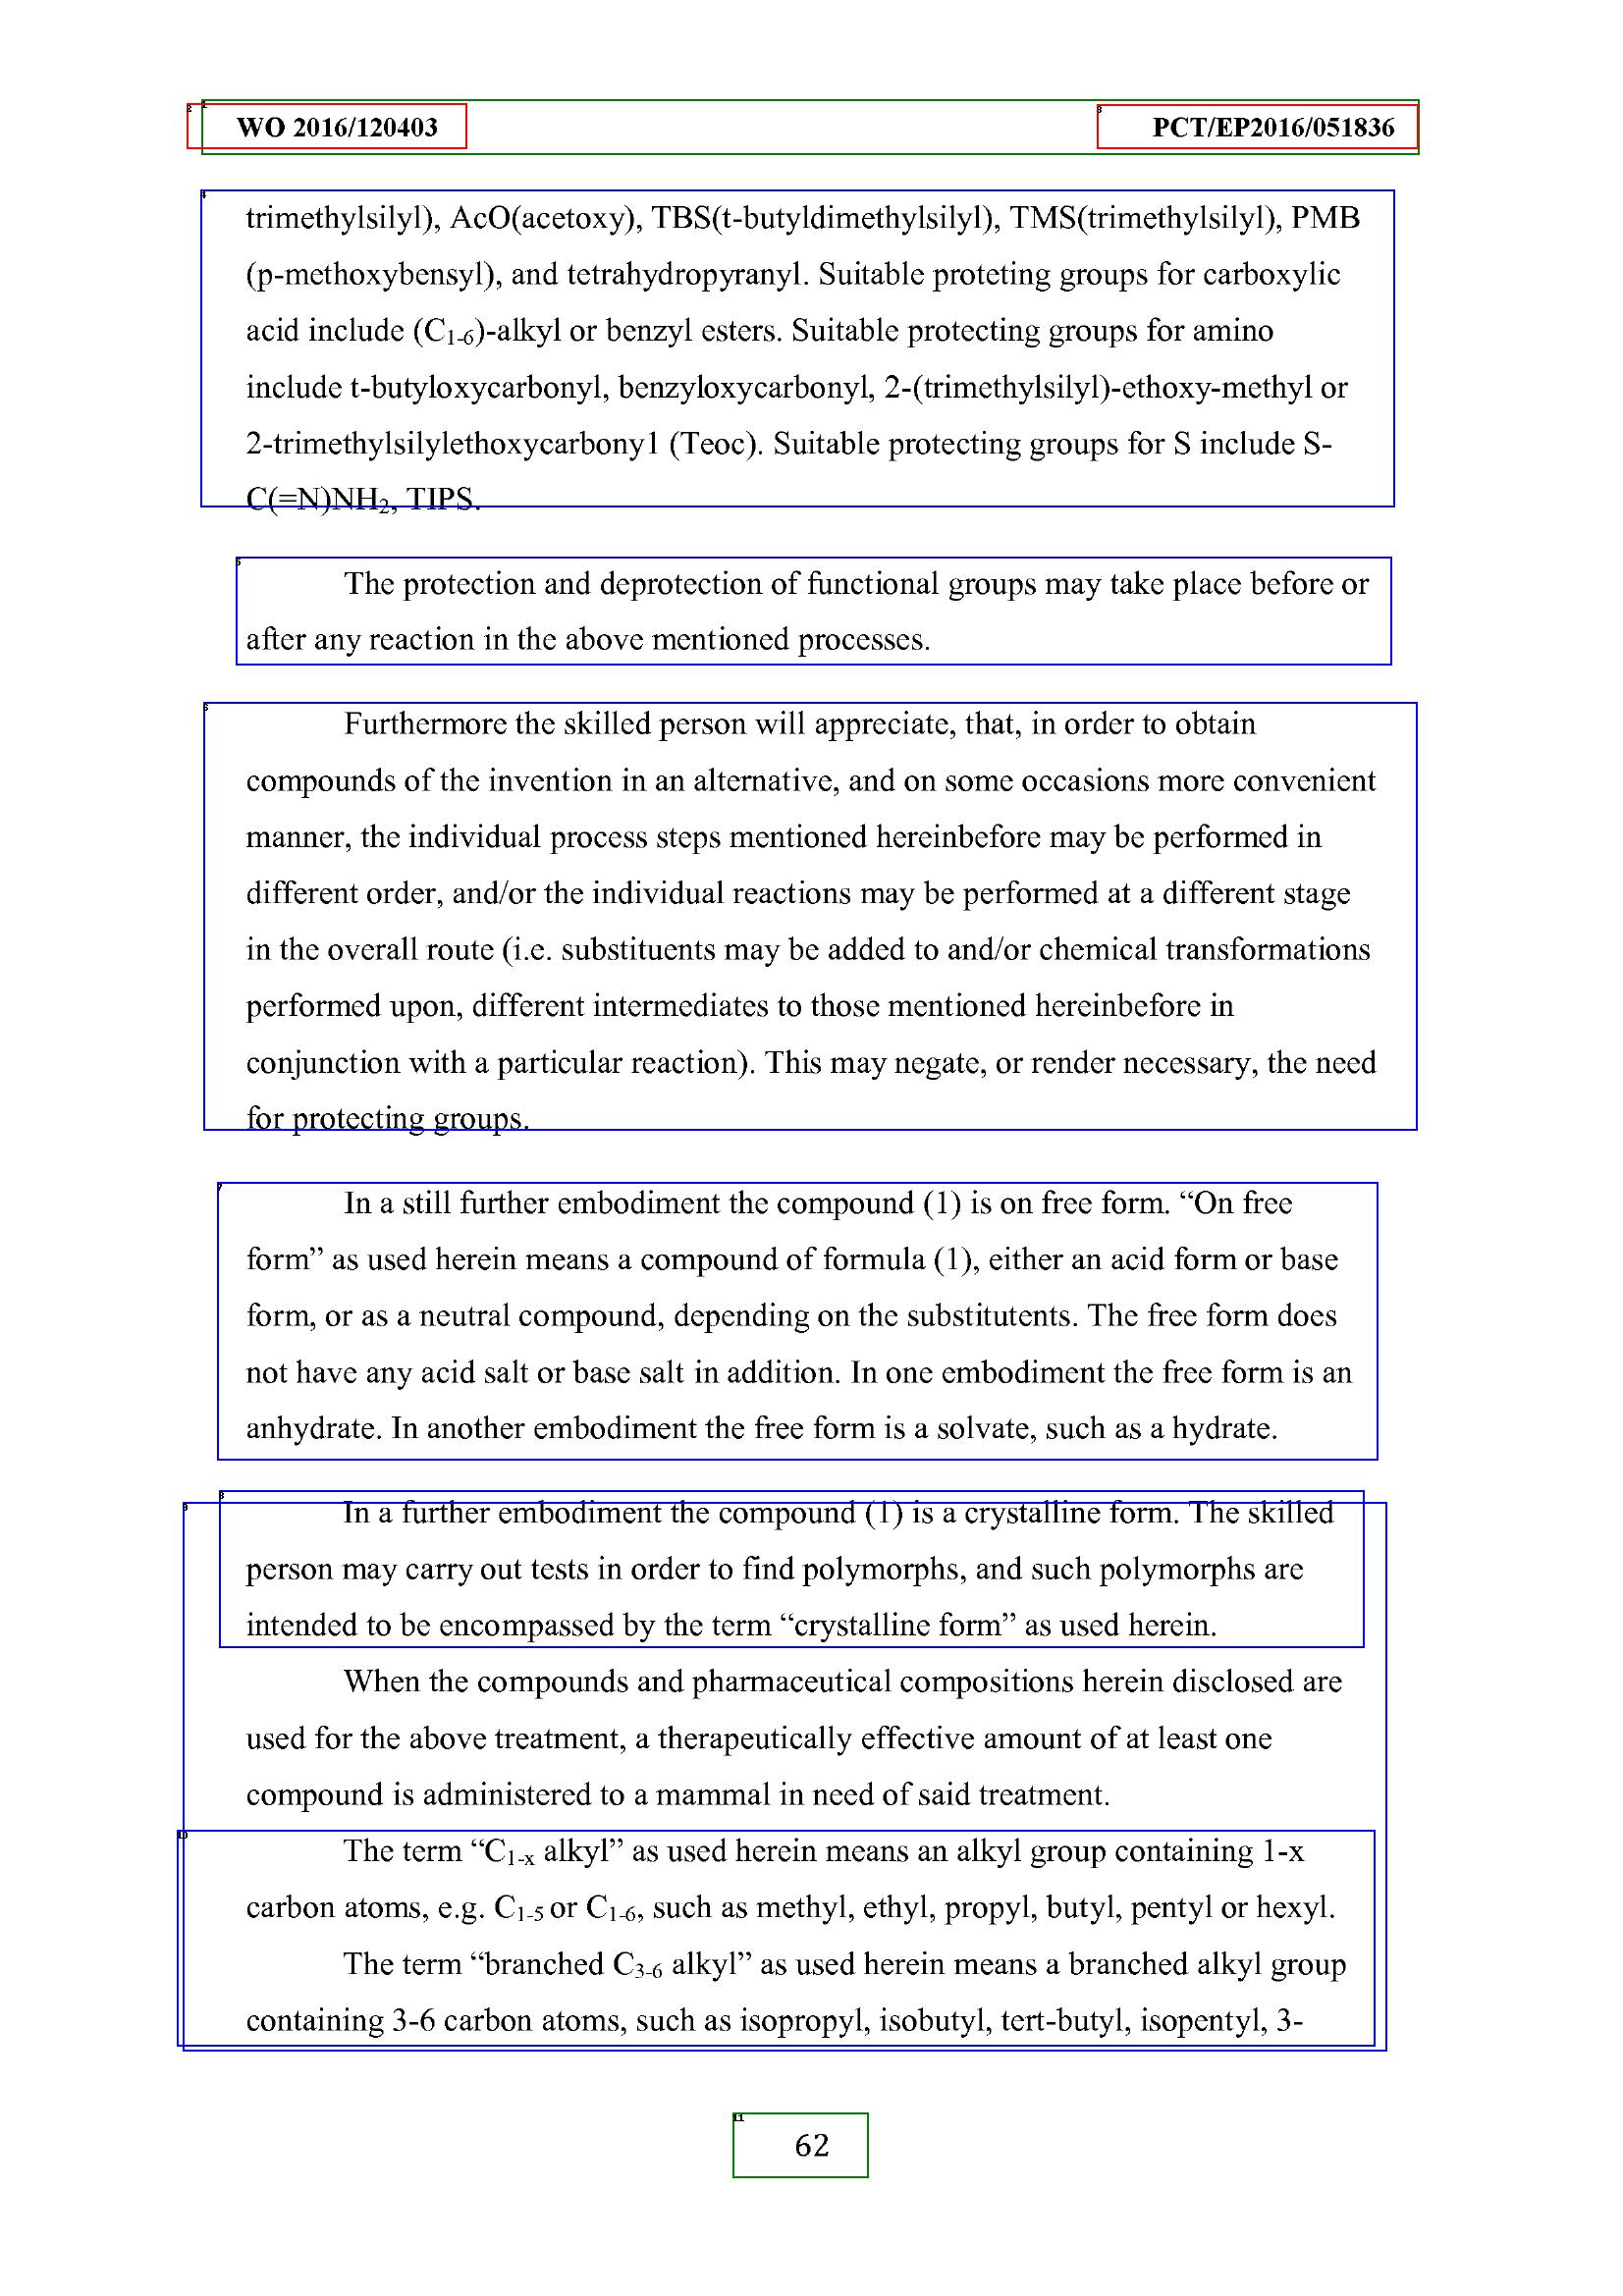 WO 2016/120403 PCT/EP2016/051836
trimethylsilyl), AcO(acetoxy), TBS(t-butyldimethylsilyl), TMS(trimethylsilyl), PMB
(p-methoxybensyl), and tetrahydropyranyl. Suitable proteting groups for carboxylic
acid include (C1-6)-alkyl or benzyl esters. Suitable protecting groups for amino
include t-butyloxycarbonyl, benzyloxycarbonyl, 2-(trimethylsilyl)-ethoxy-methyl or
2-trimethylsilylethoxycarbony1 (Teoc). Suitable protecting groups for S include S-
C(=N)NH2, TIPS.
The protection and deprotection of functional groups may take place before or
after any reaction in the above mentioned processes.
Furthermore the skilled person will appreciate, that, in order to obtain
compounds of the invention in an alternative, and on some occasions more convenient
manner, the individual process steps mentioned hereinbefore may be performed in
different order, and/or the individual reactions may be performed at a different stage
in the overall route (i.e. substituents may be added to and/or chemical transformations
performed upon, different intermediates to those mentioned hereinbefore in
conjunction with a particular reaction). This may negate, or render necessary, the need
for protecting groups.
In a still further embodiment the compound (1) is on free form. “On free
form” as used herein means a compound of formula (1), either an acid form or base
form, or as a neutral compound, depending on the substitutents. The free form does
not have any acid salt or base salt in addition. In one embodiment the free form is an
anhydrate. In another embodiment the free form is a solvate, such as a hydrate.
In a further embodiment the compound (1) is a crystalline form. The skilled
person may carry out tests in order to find polymorphs, and such polymorphs are
intended to be encompassed by the term “crystalline form” as used herein.
When the compounds and pharmaceutical compositions herein disclosed are
used for the above treatment, a therapeutically effective amount of at least one
compound is administered to a mammal in need of said treatment.
The term “C1-x alkyl” as used herein means an alkyl group containing 1-x
carbon atoms, e.g. C1-5 or C1-6, such as methyl, ethyl, propyl, butyl, pentyl or hexyl.
The term “branched C3-6 alkyl” as used herein means a branched alkyl group
containing 3-6 carbon atoms, such as isopropyl, isobutyl, tert-butyl, isopentyl, 3-
62